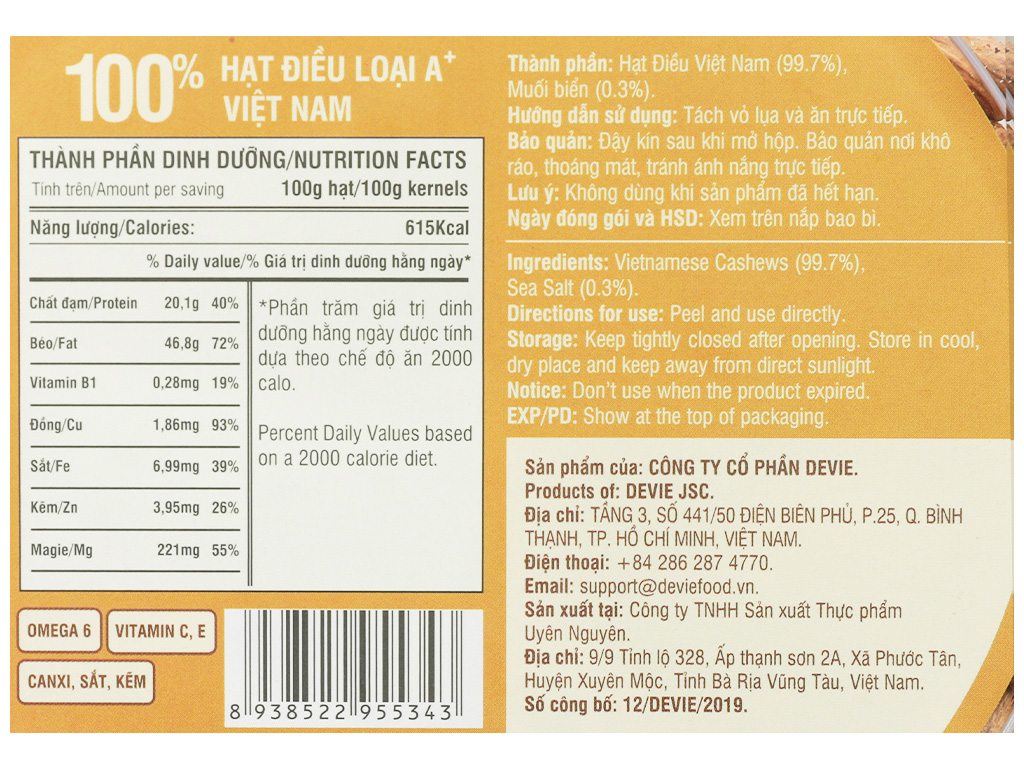 100% HẠT ĐIỀU LOẠI A+
VIỆT NAM
THÀNH PHẦN DINH DƯỠNG/NUTRITION FACTS
Tính trên/Amount per saving 100g hạt/100g kernels
Năng lượng/Calories: 615Kcal
% Daily value/% Giá trị dinh dưỡng hằng ngày*
Chất đạm/Protein 20,1g 40%
Béo/Fat 46,8g 72%
Vitamin B1 0,28mg 19%
Đồng/Cu 1,86mg 93%
Sắt/Fe 6,99mg 39%
Kẽm/Zn 3,95mg 26%
Magie/Mg 221mg 55%
*Phần trăm giá trị dinh
dưỡng hằng ngày được tính
dựa theo chế độ ăn 2000
calo.
Percent Daily Values based
on a 2000 calorie diet.
OMEGA 6
VITAMIN C, E
CANXI, SẮT, KẼM
8 938522 955343
Thành phần: Hạt Điều Việt Nam (99.7%),
Muối biển (0.3%).
Hướng dẫn sử dụng: Tách vỏ lụa và ăn trực tiếp.
Bảo quản: Đậy kín sau khi mở hộp. Bảo quản nơi khô
ráo, thoáng mát, tránh ánh nắng trực tiếp.
Lưu ý: Không dùng khi sản phẩm đã hết hạn.
Ngày đóng gói và HSD: Xem trên nắp bao bì.
Ingredients: Vietnamese Cashews (99.7%),
Sea Salt (0.3%).
Directions for use: Peel and use directly.
Storage: Keep tightly closed after opening. Store in cool,
dry place and keep away from direct sunlight.
Notice: Don't use when the product expired.
EXP/PD: Show at the top of packaging.
Sản phẩm của: CÔNG TY CỔ PHẦN DEVIE.
Products of: DEVIE JSC.
Địa chỉ: TẦNG 3, SỐ 441/50 ĐIỆN BIÊN PHỦ, P.25, Q. BÌNH
THẠNH, TP. HỒ CHÍ MINH, VIỆT NAM.
Điện thoại: +84 286 287 4770.
Email: support@deviefood.vn.
Sản xuất tại: Công ty TNHH Sản xuất Thực phẩm
Uyên Nguyên.
Địa chỉ: 9/9 Tỉnh lộ 328, Ấp thạnh sơn 2A, Xã Phước Tân,
Huyện Xuyên Mộc, Tỉnh Bà Rịa Vũng Tàu, Việt Nam.
Số công bố: 12/DEVIE/2019.